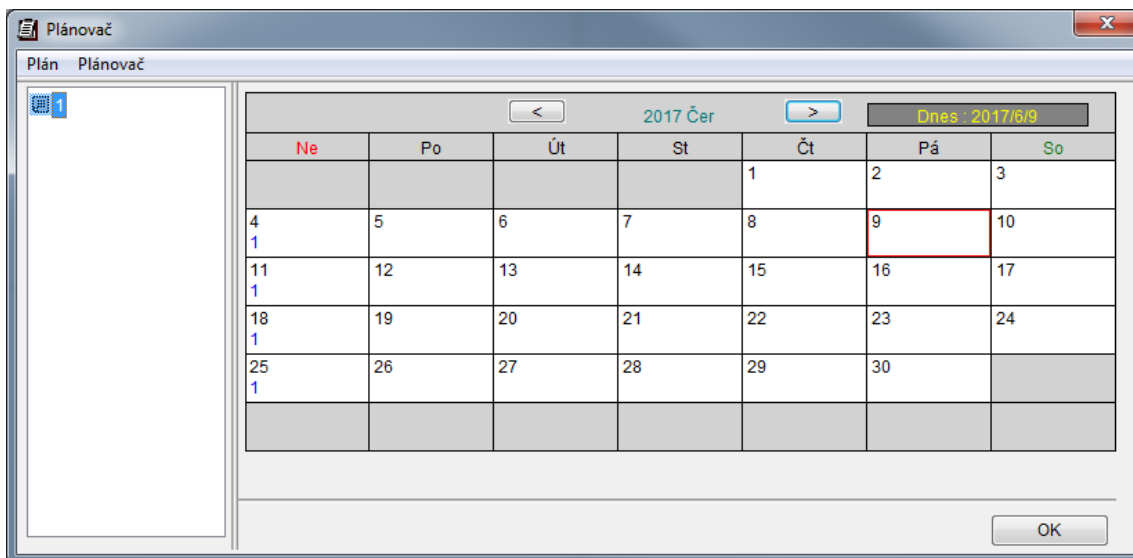 Plánovač
Plán Plánovač
1
< 2017 Čer > Dnes : 2017/6/9
Ne Po Út St Čt Pá So
1 2 3
4 5 6 7 8 9 10
1
11 12 13 14 15 16 17
1
18 19 20 21 22 23 24
1
25 26 27 28 29 30
1
OK